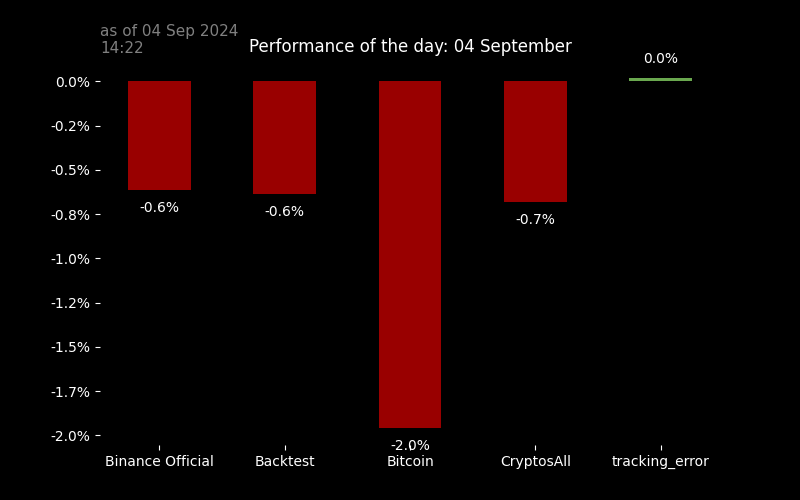 as of 04 Sep 2024
14:22
Performance of the day: 04 September
0.0%
0.0%
-0.2%
-0.5%
-0.8%
-1.0%
-1.2%
-1.5%
-1.7%
-2.0%
-0.6%
-0.6%
-2.0%
-0.7%
Binance Official
Backtest
Bitcoin
CryptosAll
tracking_error